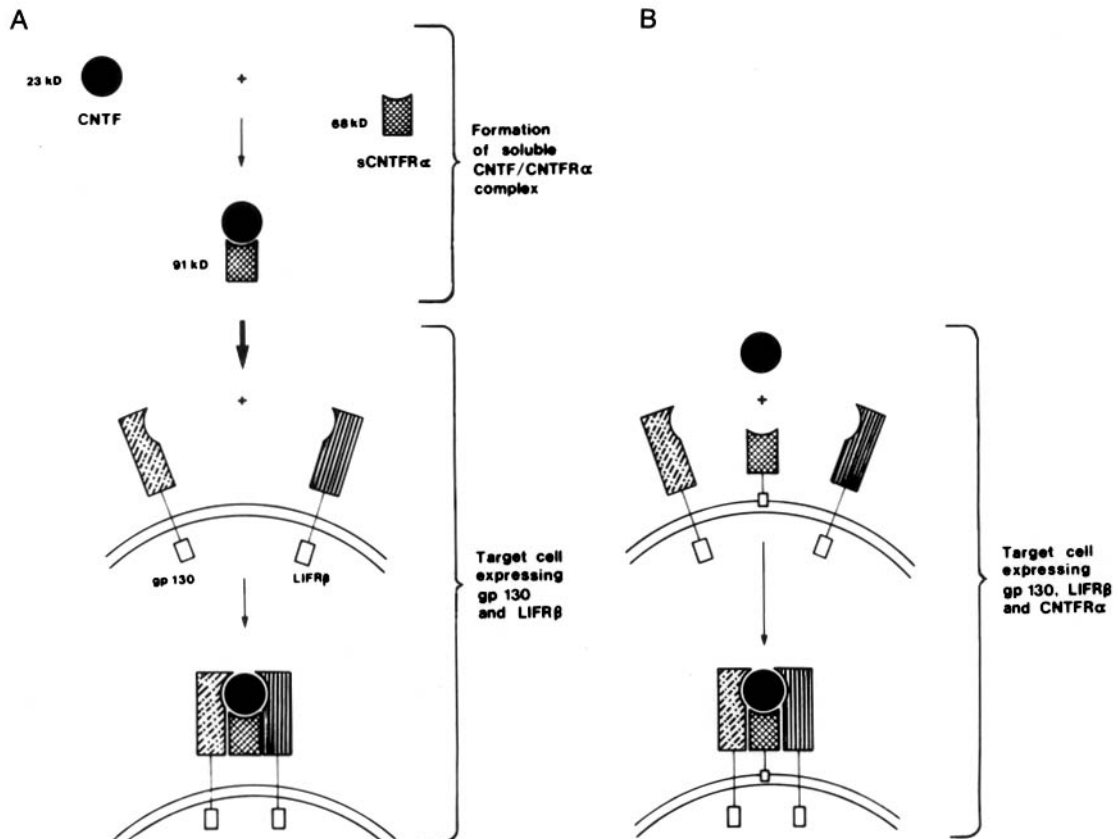 A
23 kD
CNTF
+
68 kD
sCNTFRα
Formation
of soluble
CNTF/CNTFRα
complex
91 kD
+
gp 130
LIFRβ
Target cell
expressing
gp 130
and LIFRβ
B
+
Target cell
expressing
gp 130, LIFRβ
and CNTFRα